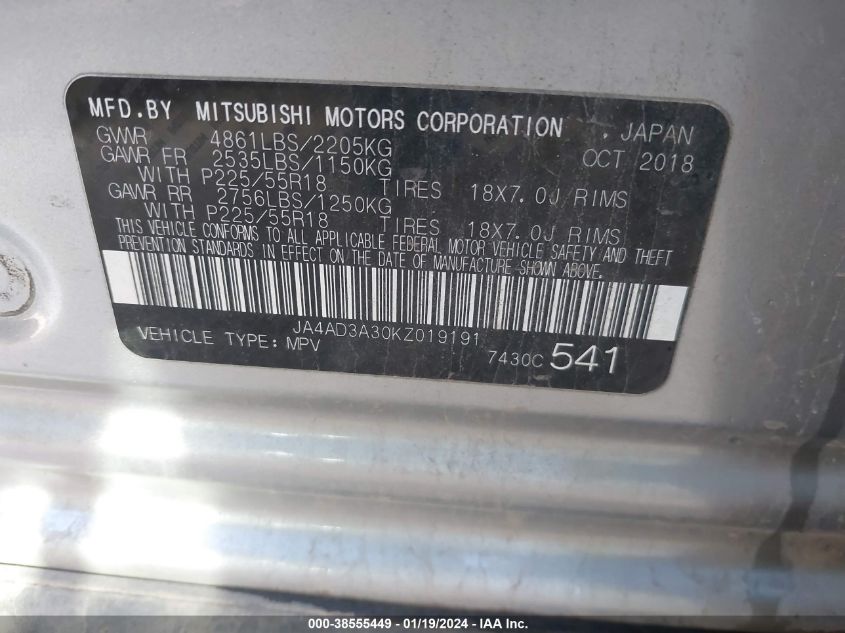 MFD.BY MITSUBISHI MOTORS CORPORATION . JAPAN
GVWR 4861LBS/2205KG OCT 2018
GAWR FR 2535LBS/1150KG
WITH P225/55R18 TIRES 18X7.0J RIMS
GAWR RR 2756LBS/1250KG
WITH P225/55R18 TIRES 18X7.0J RIMS
THIS VEHICLE CONFORMS TO ALL APPLICABLE FEDERAL MOTOR VEHICLE SAFETY AND THEFT
PREVENTION STANDARDS IN EFFECT ON THE DATE OF MANUFACTURE SHOWN ABOVE.
JA4AD3A30KZ019191
VEHICLE TYPE: MPV 7430C 541
000-38555449 - 01/19/2024 - IAA, Inc.